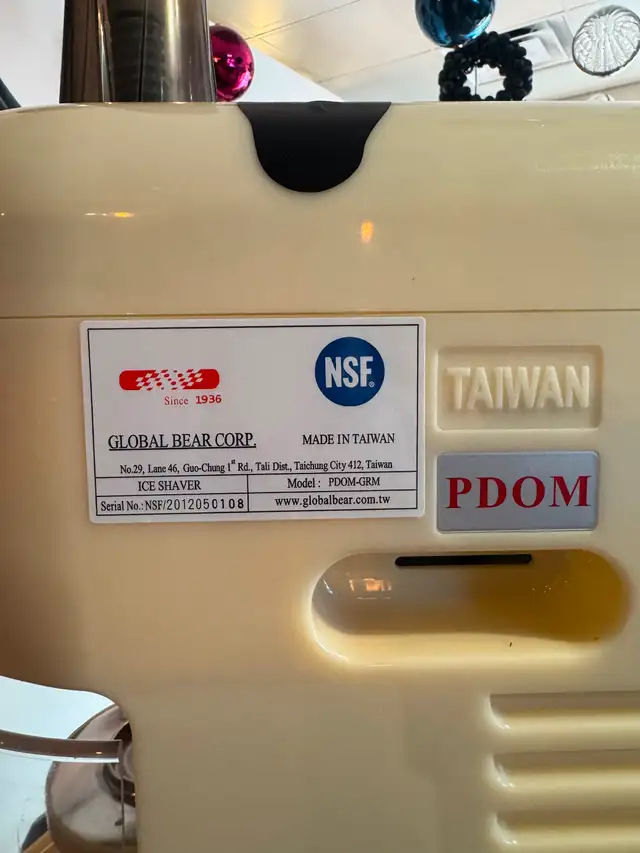 Since 1936
NSF®
GLOBAL BEAR CORP.
MADE IN TAIWAN
No.29, Lane 46, Guo-Chung 1st Rd., Tali Dist., Taichung City 412, Taiwan
ICE SHAVER
Model : PDOM-GRM
Serial No.: NSF/2012050108
www.globalbear.com.tw
TAIWAN
PDOM